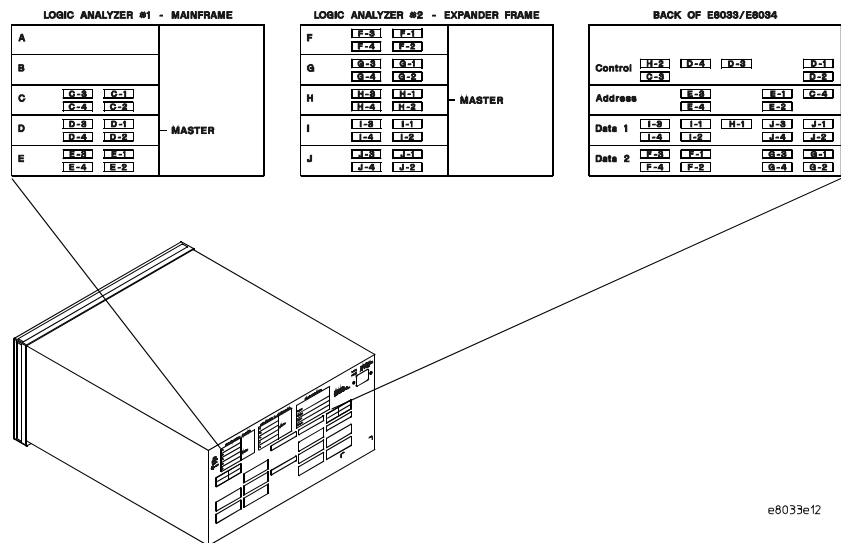 LOGIC ANALYZER #1 - MAINFRAME
A
B
C C-3 C-1
C-4 C-2
D D-3 D-1
D-4 D-2
MASTER
E E-3 E-1
E-4 E-2
LOGIC ANALYZER #2 - EXPANDER FRAME
F F-3 F-1
F-4 F-2
G G-3 G-1
G-4 G-2
H H-3 H-1
H-4 H-2
MASTER
I I-3 I-1
I-4 I-2
J J-3 J-1
J-4 J-2
BACK OF E8033/E8034
Control H-2 D-4 D-3 D-1
C-3 D-2
Address E-3 E-1 C-4
E-4 E-2
Data 1 I-3 I-1 H-1 J-3 J-1
I-4 I-2 J-4 J-2
Data 2 F-3 F-1 G-3 G-1
F-4 F-2 G-4 G-2
e8033e12